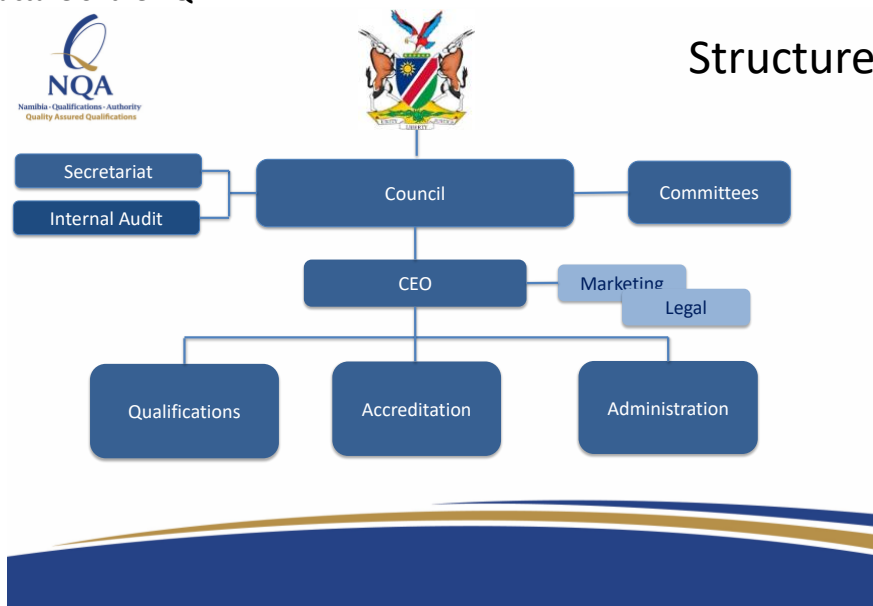 Structure
NQA
Namibia - Qualifications - Authority
Quality Assured Qualifications
LIBERTY
Secretariat
Internal Audit
Council
Committees
CEO
Marketing
Legal
Qualifications
Accreditation
Administration